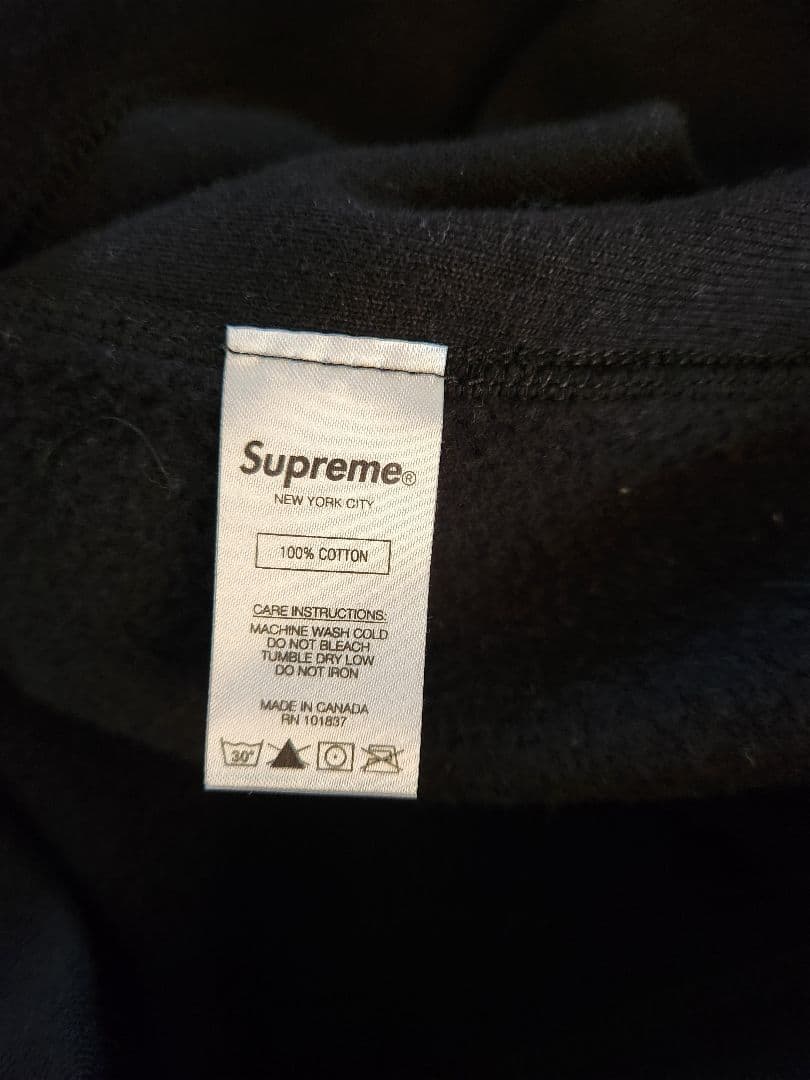 Supreme®
NEW YORK CITY
100% COTTON
CARE INSTRUCTIONS:
MACHINE WASH COLD
DO NOT BLEACH
TUMBLE DRY LOW
DO NOT IRON
MADE IN CANADA
RN 101837
30°